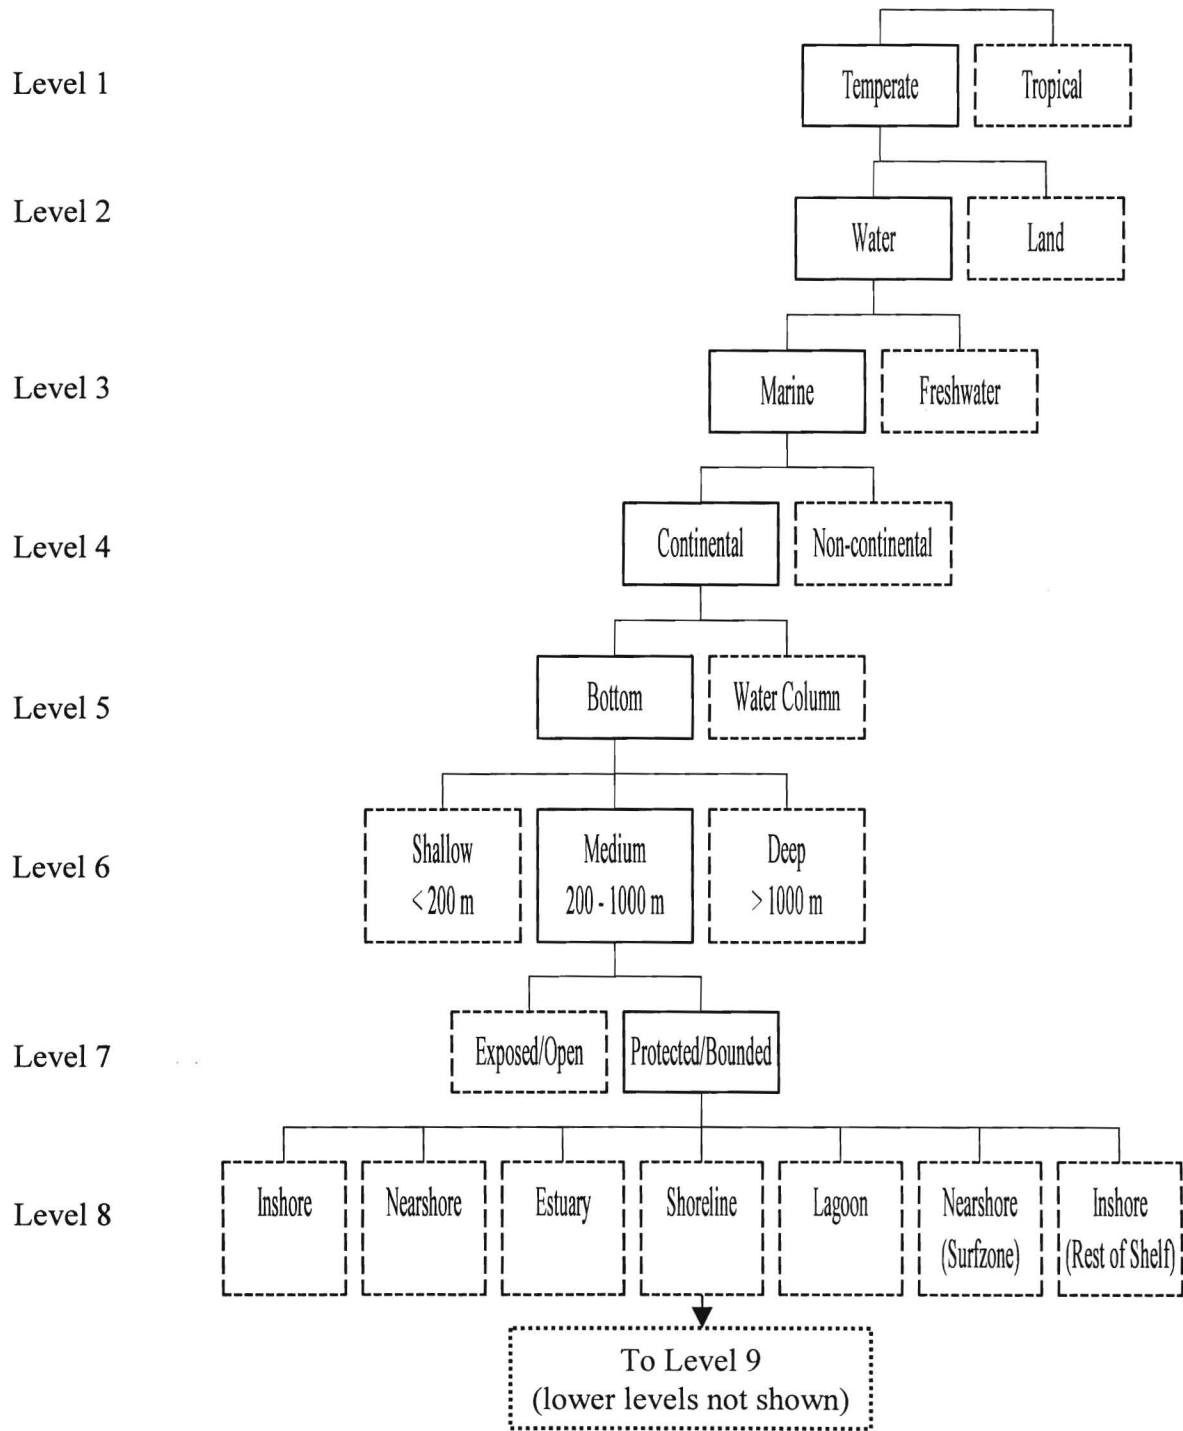 Level 1
Temperate
Tropical
Level 2
Water
Land
Level 3
Marine
Freshwater
Level 4
Continental
Non-continental
Level 5
Bottom
Water Column
Level 6
Shallow
< 200 m
Medium
200 - 1000 m
Deep
> 1000 m
Level 7
Exposed/Open
Protected/Bounded
Level 8
Inshore
Nearshore
Estuary
Shoreline
Lagoon
Nearshore
(Surfzone)
Inshore
(Rest of Shelf)
To Level 9
(lower levels not shown)